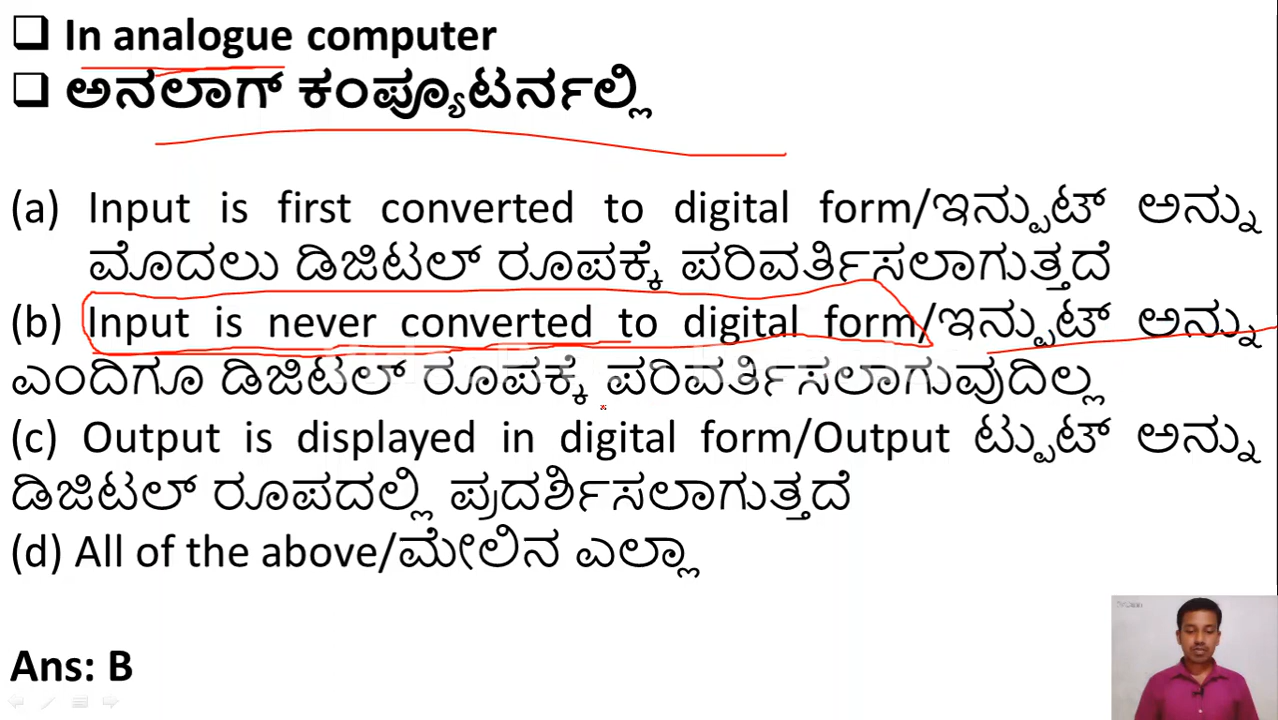 In analogue computer
ಅನಲಾಗ್ ಕಂಪ್ಯೂಟರ್ನಲ್ಲಿ
(a) Input is first converted to digital form/ಇನ್ಪುಟ್ ಅನ್ನು
ಮೊದಲು ಡಿಜಿಟಲ್ ರೂಪಕ್ಕೆ ಪರಿವರ್ತಿಸಲಾಗುತ್ತದೆ
(b) Input is never converted to digital form/ಇನ್ಪುಟ್ ಅನ್ನು
ಎಂದಿಗೂ ಡಿಜಿಟಲ್ ರೂಪಕ್ಕೆ ಪರಿವರ್ತಿಸಲಾಗುವುದಿಲ್ಲ
(c) Output is displayed in digital form/Output ಟ್ಪುಟ್ ಅನ್ನು
ಡಿಜಿಟಲ್ ರೂಪದಲ್ಲಿ ಪ್ರದರ್ಶಿಸಲಾಗುತ್ತದೆ
(d) All of the above/ಮೇಲಿನ ಎಲ್ಲಾ
Ans: B